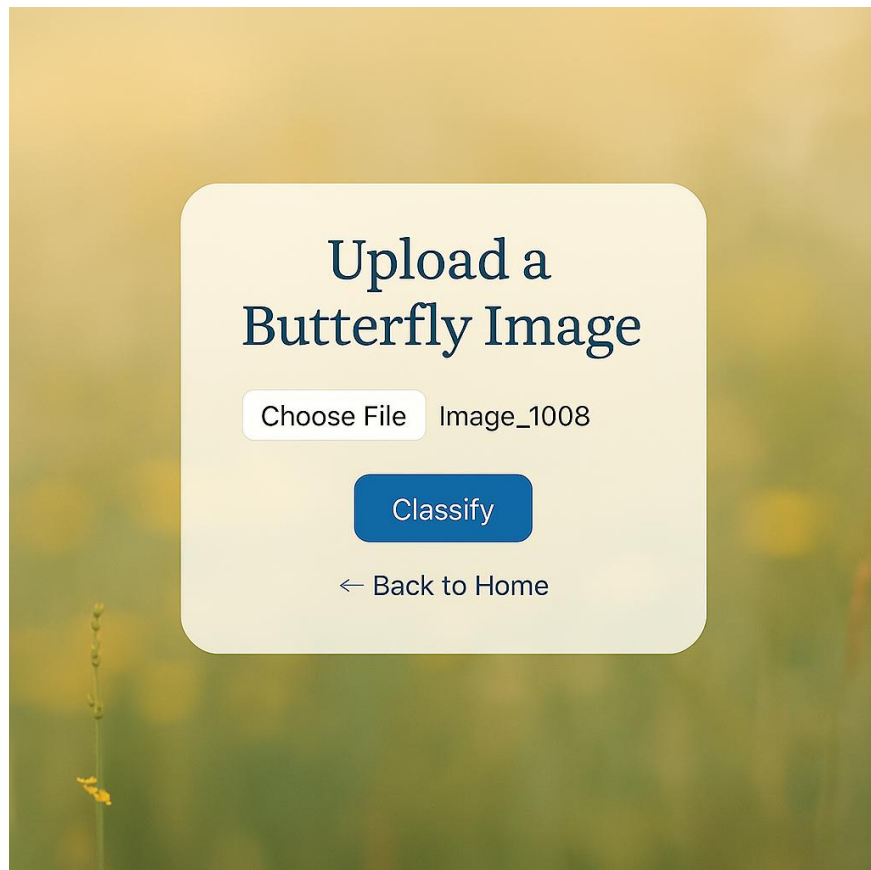 Upload a
Butterfly Image
Choose File Image_1008
Classify
← Back to Home